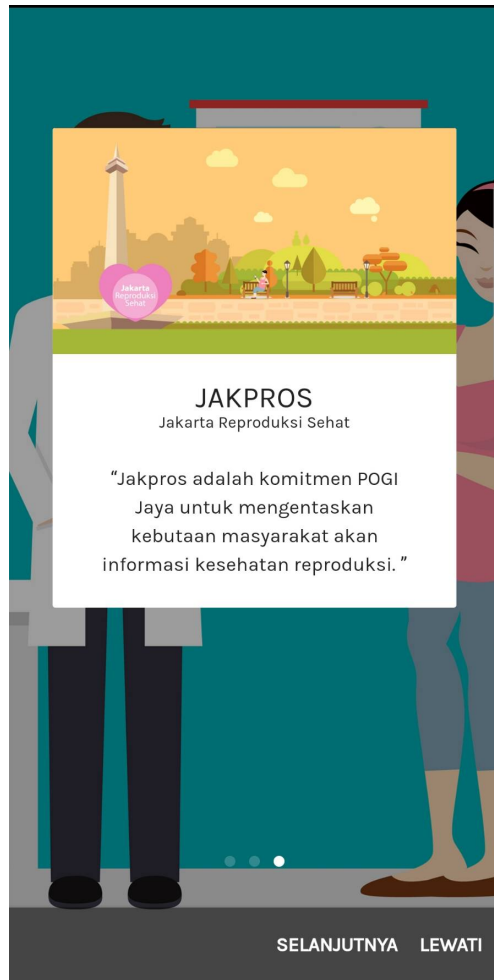 Jakarta
Reproduksi
Sehat
JAKPROS
Jakarta Reproduksi Sehat
“Jakpros adalah komitmen POGI
Jaya untuk mengentaskan
kebutaan masyarakat akan
informasi kesehatan reproduksi. ”
SELANJUTNYA LEWATI